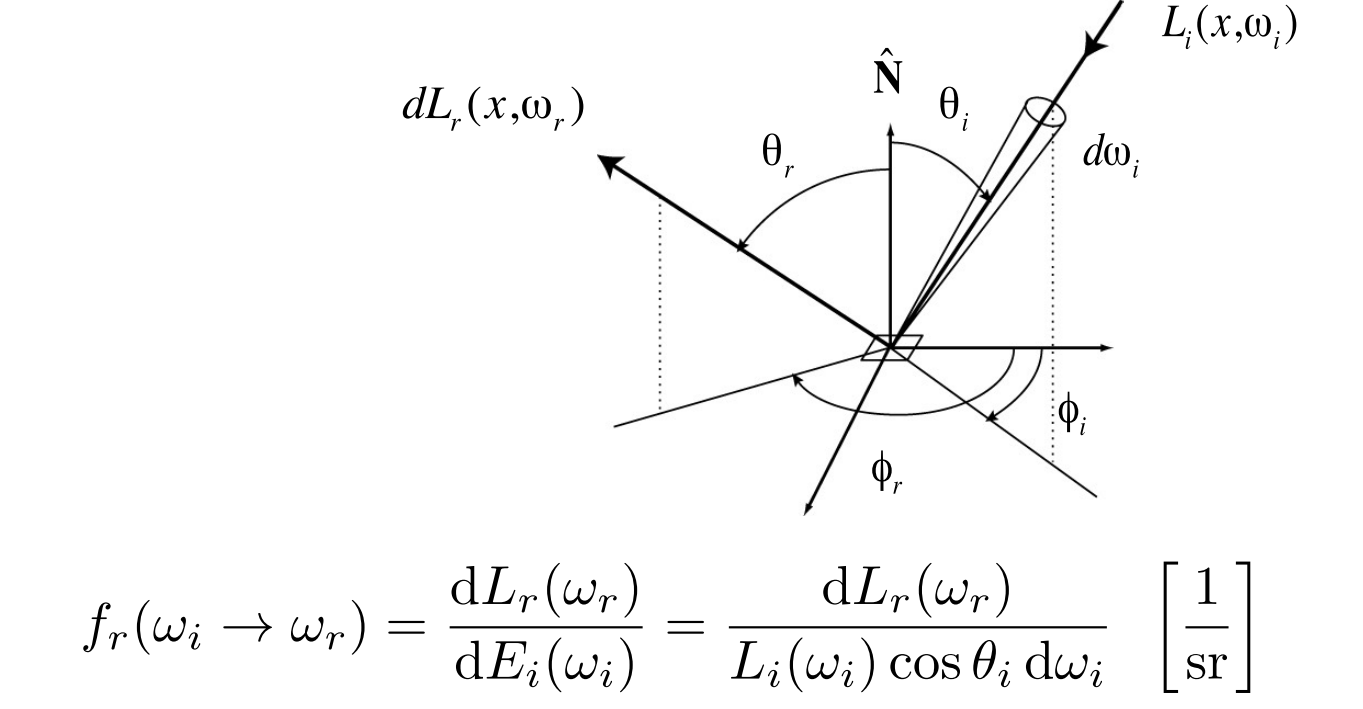 L_i(x,ω_i)
N̂
θ_i
dL_r(x,ω_r)
θ_r
dω_i
ϕ_i
ϕ_r
f_r(ω_i → ω_r) = dL_r(ω_r) / dE_i(ω_i) = dL_r(ω_r) / L_i(ω_i) cos θ_i dω_i [1/sr]